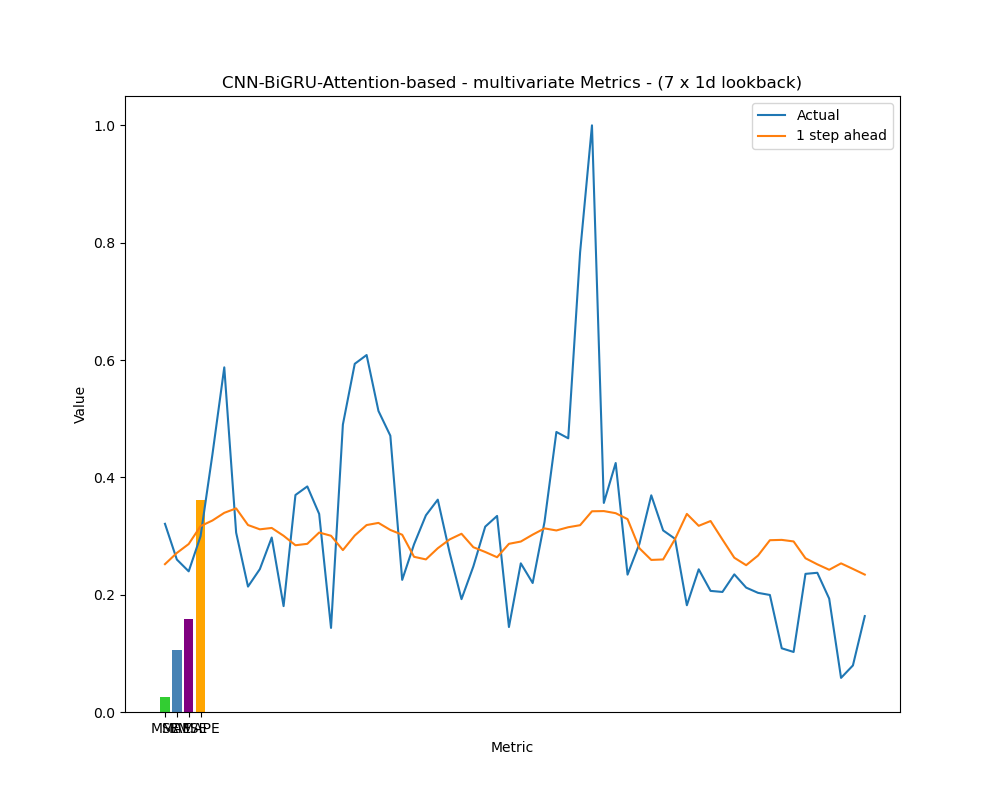 CNN-BiGRU-Attention-based - multivariate Metrics - (7 x 1d lookback)
Actual
1 step ahead
1.0
0.8
0.6
0.4
0.2
0.0
Value
Metric